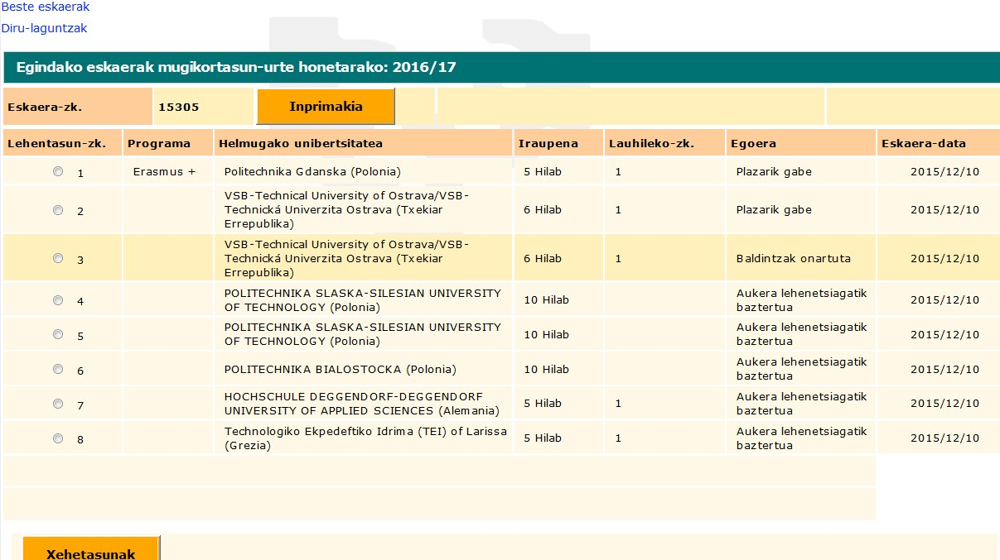 Beste eskaerak
Diru-laguntzak
Egindako eskaerak mugikortasun-urte honetarako: 2016/17
Eskaera-zk. 15305 Inprimakia
Lehentasun-zk. Programa Helmugako unibertsitatea Iraupena Lauhileko-zk. Egoera Eskaera-data
1 Erasmus + Politechnika Gdanska (Polonia) 5 Hilab 1 Plazarik gabe 2015/12/10
VSB-Technical University of Ostrava/VSB-
2 Technická Univerzita Ostrava (Txekiar 6 Hilab 1 Plazarik gabe 2015/12/10
Errepublika)
VSB-Technical University of Ostrava/VSB-
3 Technická Univerzita Ostrava (Txekiar 6 Hilab 1 Baldintzak onartuta 2015/12/10
Errepublika)
4 POLITECHNIKA SLASKA-SILESIAN UNIVERSITY 10 Hilab Aukera lehenetsiagatik 2015/12/10
OF TECHNOLOGY (Polonia) baztertua
5 POLITECHNIKA SLASKA-SILESIAN UNIVERSITY 10 Hilab Aukera lehenetsiagatik 2015/12/10
OF TECHNOLOGY (Polonia) baztertua
6 POLITECHNIKA BIALOSTOCKA (Polonia) 10 Hilab Aukera lehenetsiagatik 2015/12/10
baztertua
7 HOCHSCHULE DEGGENDORF-DEGGENDORF 5 Hilab 1 Aukera lehenetsiagatik 2015/12/10
UNIVERSITY OF APPLIED SCIENCES (Alemania) baztertua
8 Technologiko Ekpedeftiko Idrima (TEI) of Larissa 5 Hilab 1 Aukera lehenetsiagatik 2015/12/10
(Grezia) baztertua
Xehetasunak